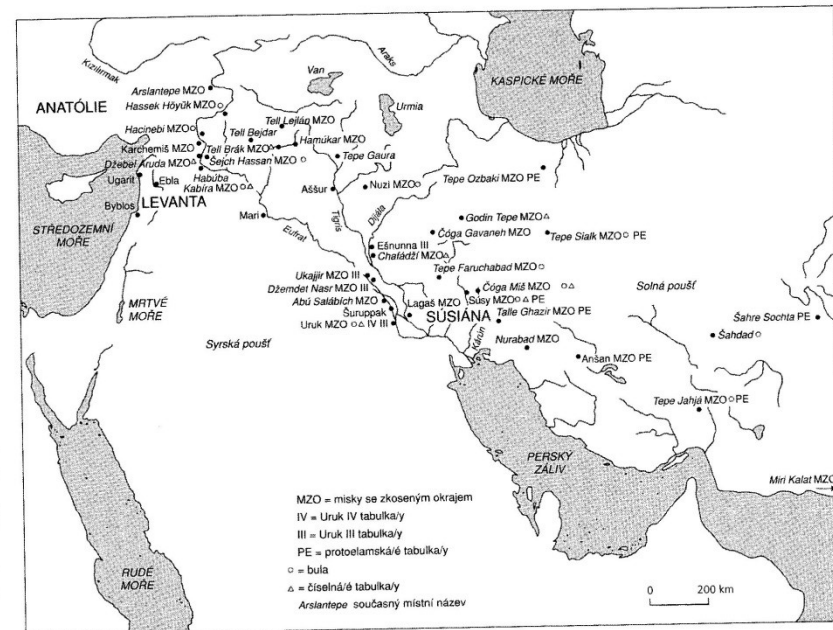 Kızılırmak
Araks
KASPICKÉ MOŘE
Van
Urmia
ANATÓLIE
Arslantepe MZO
Hassek Höyük MZO ○
Hacinebi MZO ○
Tell Lejlán MZO
Tell Bejdar
Hamúkar MZO
Karchemiš MZO
Tell Brák MZO △
Džebel Aruda MZO △
Šejch Hassan MZO ○
Tepe Gaura
Ugarit
Ebla
Habúba
Kabíra MZO ○△
LEVANTA
Byblos
STŘEDOZEMNÍ
MOŘE
Aššur
Nuzi MZO ○
Tepe Ozbaki MZO PE
Mari
Eufrat
Tigris
Dijála
Godin Tepe MZO △
Čóga Gavaneh MZO
Tepe Sialk MZO ○ PE
Ešnunna III
Chafádží MZO △
Ukajjir MZO III
Džemdet Nasr MZO III
Tepe Faruchabad MZO ○
Čóga Míš MZO ○△
Abú Salábích MZO
Lagaš MZO
Súsy MZO ○△ PE
Šuruppak
SÚSIÁNA
Talle Ghazir MZO PE
Uruk MZO ○△ IV III
MRTVÉ
MOŘE
Syrská poušť
Solná poušť
Kárún
Nurabad MZO
Anšan MZO PE
Šahre Sochta PE
Šahdad ○
Tepe Jahjá MZO ○ PE
PERSKÝ
ZÁLIV
Miri Kalat MZO
RUDÉ
MOŘE
MZO = misky se zkoseným okrajem
IV = Uruk IV tabulka/y
III = Uruk III tabulka/y
PE = protoelamská/é tabulka/y
○ = bula
△ = číselná/é tabulka/y
Arslantepe současný místní název
0 200 km